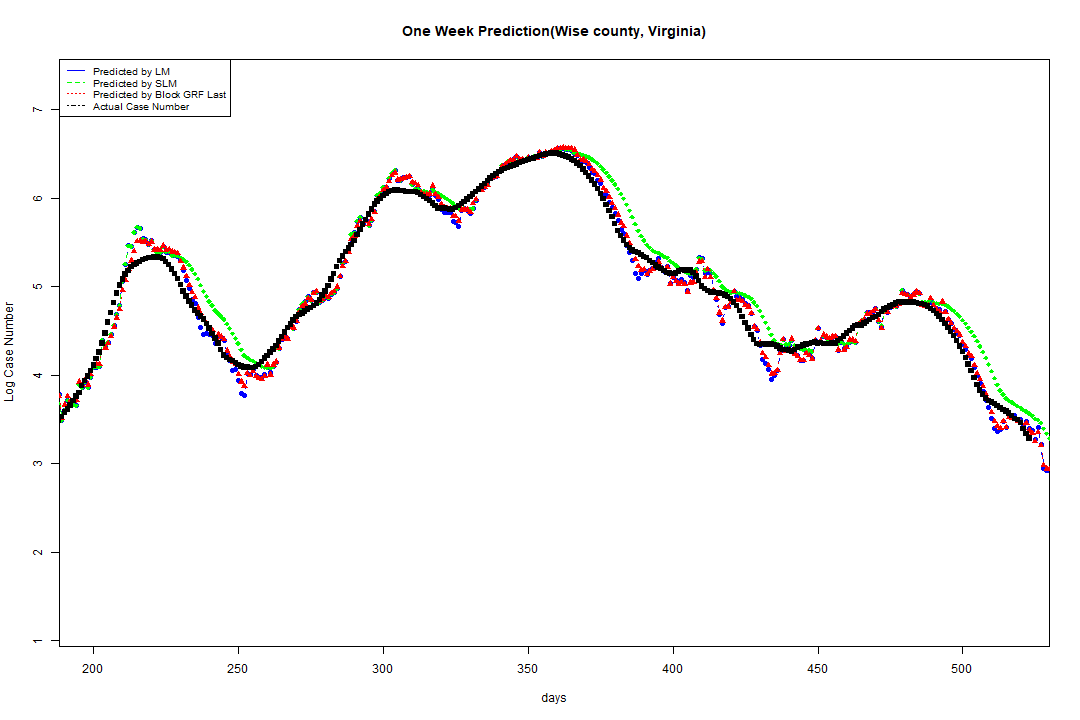 One Week Prediction(Wise county, Virginia)
Predicted by LM
Predicted by SLM
Predicted by Block GRF Last
Actual Case Number
Log Case Number
7
6
5
4
3
2
1
200 250 300 350 400 450 500
days